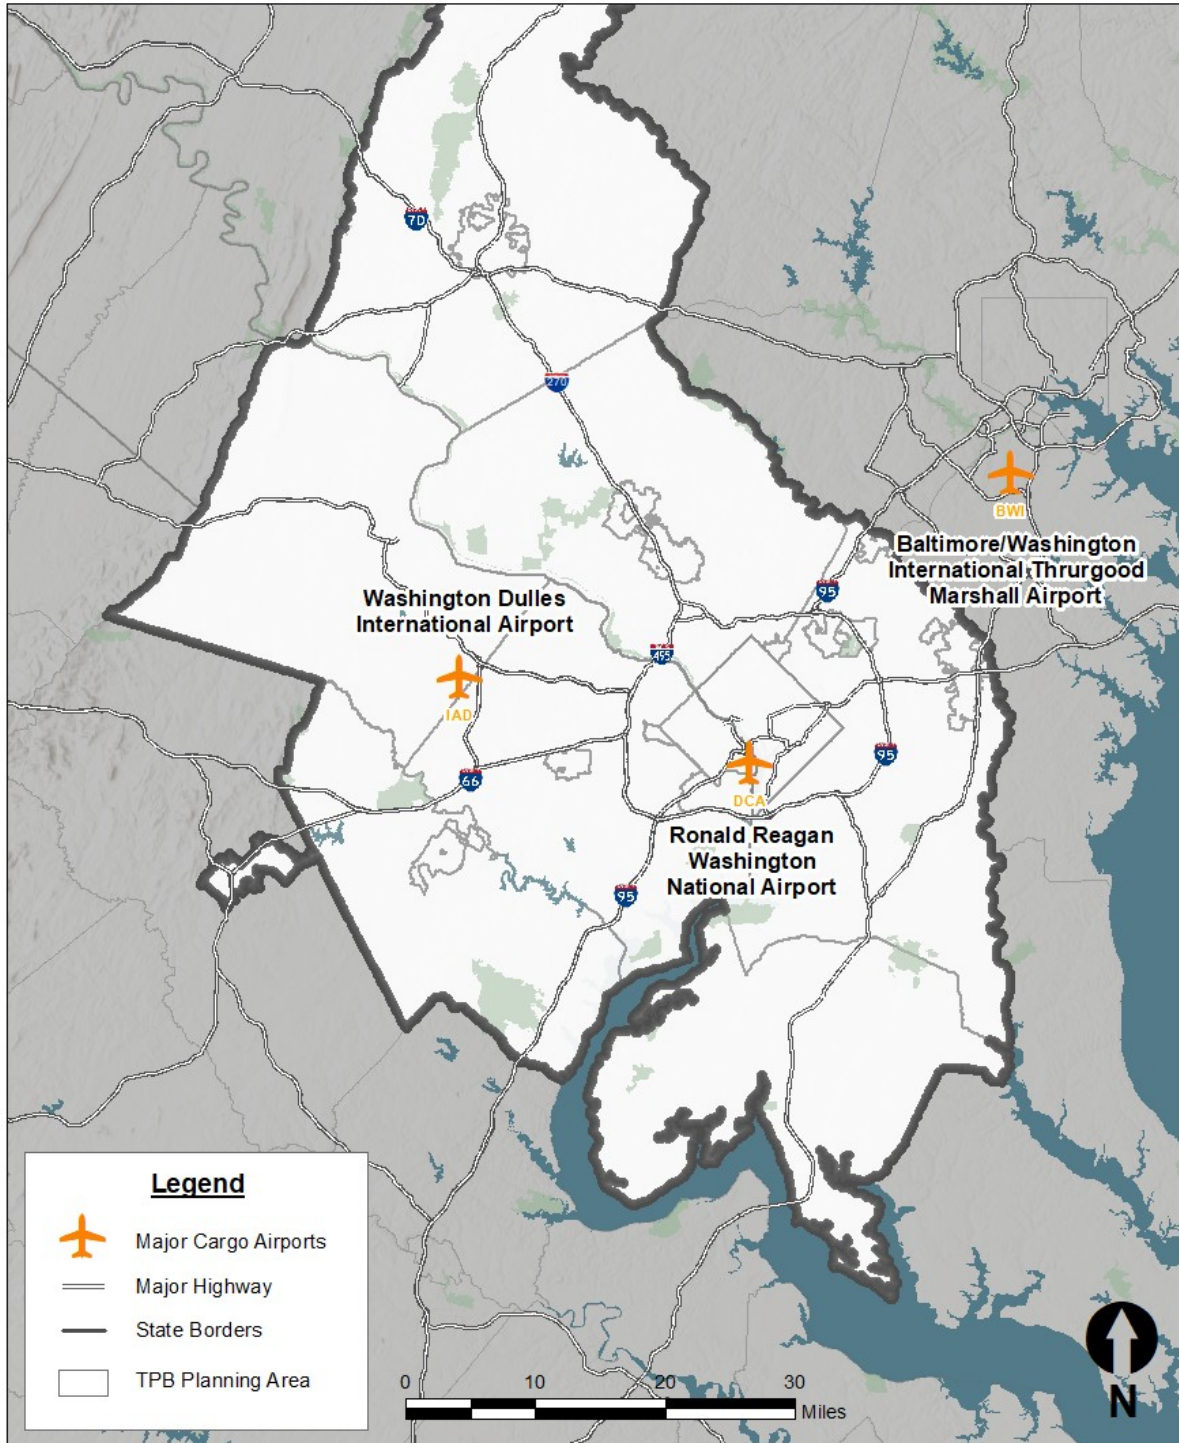 7D
270
BWI
Baltimore/Washington
International Thrurgood
Marshall Airport
95
Washington Dulles
International Airport
495
IAD
66
DCA
95
Ronald Reagan
Washington
National Airport
95
Legend
Major Cargo Airports
Major Highway
State Borders
TPB Planning Area
0 10 20 30
Miles
N